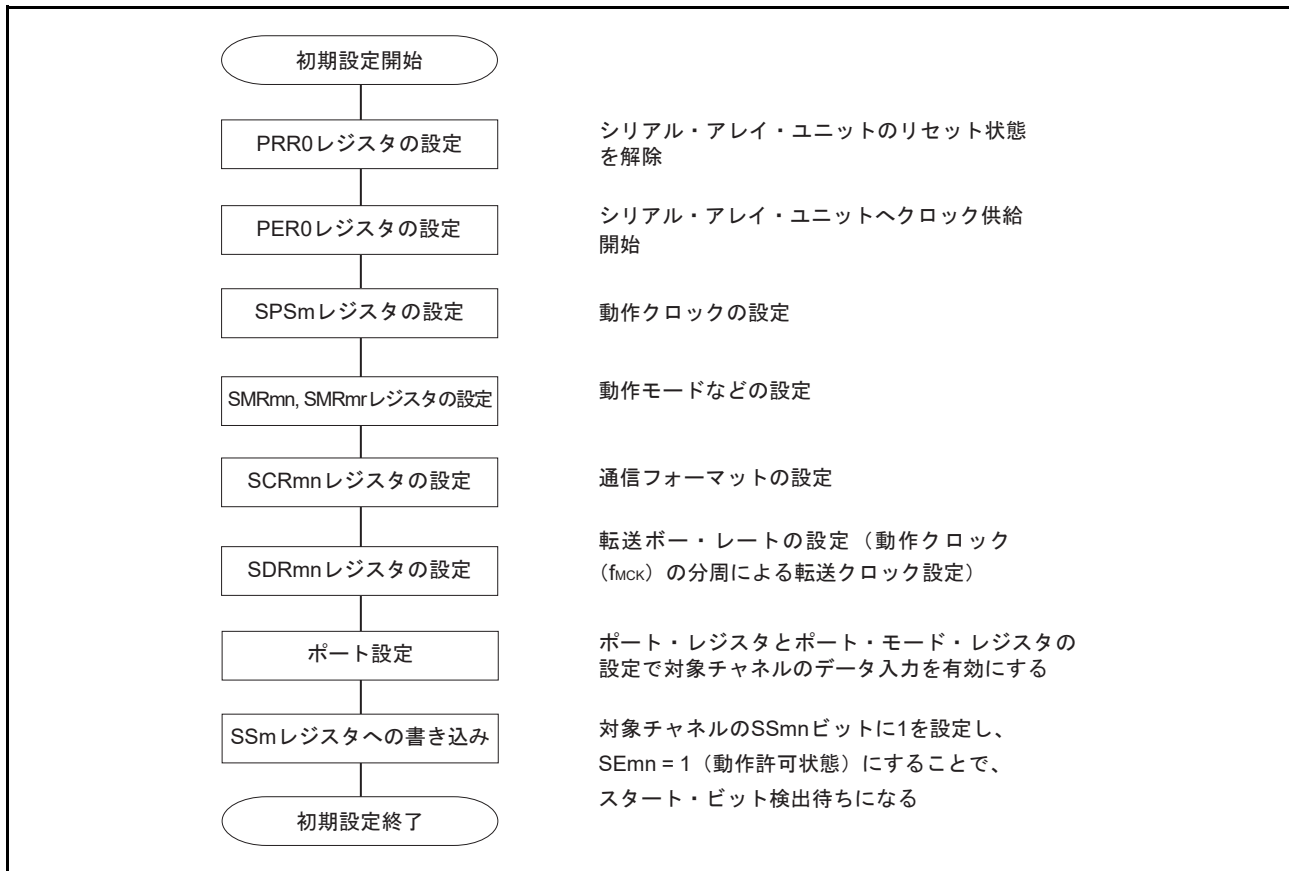 初期設定開始
PRR0レジスタの設定
シリアル・アレイ・ユニットのリセット状態
を解除
PER0レジスタの設定
シリアル・アレイ・ユニットへクロック供給
開始
SPSmレジスタの設定
動作クロックの設定
SMRmn, SMRmrレジスタの設定
動作モードなどの設定
SCRmnレジスタの設定
通信フォーマットの設定
SDRmnレジスタの設定
転送ボー・レートの設定（動作クロック
（fMCK）の分周による転送クロック設定）
ポート設定
ポート・レジスタとポート・モード・レジスタの
設定で対象チャネルのデータ入力を有効にする
SSmレジスタへの書き込み
対象チャネルのSSmnビットに1を設定し、
SEmn = 1（動作許可状態）にすることで、
スタート・ビット検出待ちになる
初期設定終了